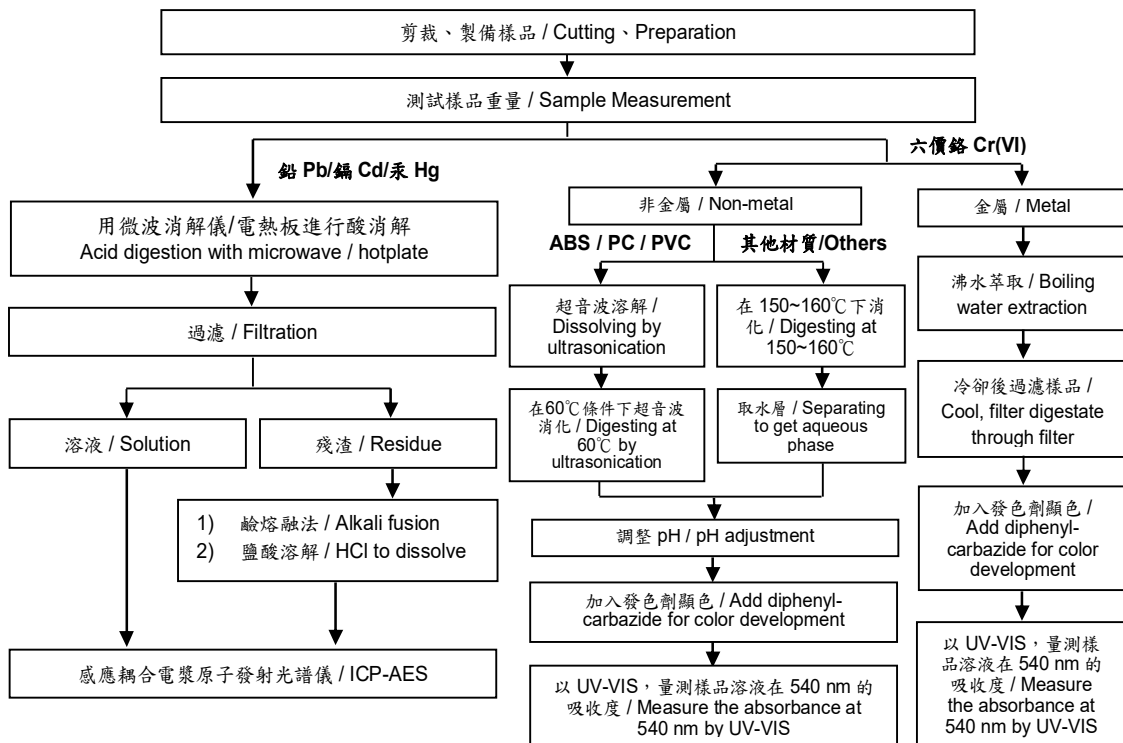 剪裁、製備樣品 / Cutting、Preparation
測試樣品重量 / Sample Measurement
鉛 Pb/鎘 Cd/汞 Hg
六價鉻 Cr(VI)
用微波消解儀/電熱板進行酸消解
Acid digestion with microwave / hotplate
過濾 / Filtration
溶液 / Solution
殘渣 / Residue
1) 鹼熔融法 / Alkali fusion
2) 鹽酸溶解 / HCl to dissolve
感應耦合電漿原子發射光譜儀 / ICP-AES
非金屬 / Non-metal
ABS / PC / PVC
其他材質/Others
超音波溶解 /
Dissolving by
ultrasonication
在 150~160℃下消
化 / Digesting at
150~160℃
在60℃條件下超音波
消化 / Digesting at
60℃ by
ultrasonication
取水層 / Separating
to get aqueous
phase
調整 pH / pH adjustment
加入發色劑顯色 / Add diphenyl-
carbazide for color development
以 UV-VIS，量測樣品溶液在 540 nm 的
吸收度 / Measure the absorbance at
540 nm by UV-VIS
金屬 / Metal
沸水萃取 / Boiling
water extraction
冷卻後過濾樣品 /
Cool, filter digestate
through filter
加入發色劑顯色 /
Add diphenyl-
carbazide for color
development
以 UV-VIS，量測樣
品溶液在 540 nm 的
吸收度 / Measure
the absorbance at
540 nm by UV-VIS